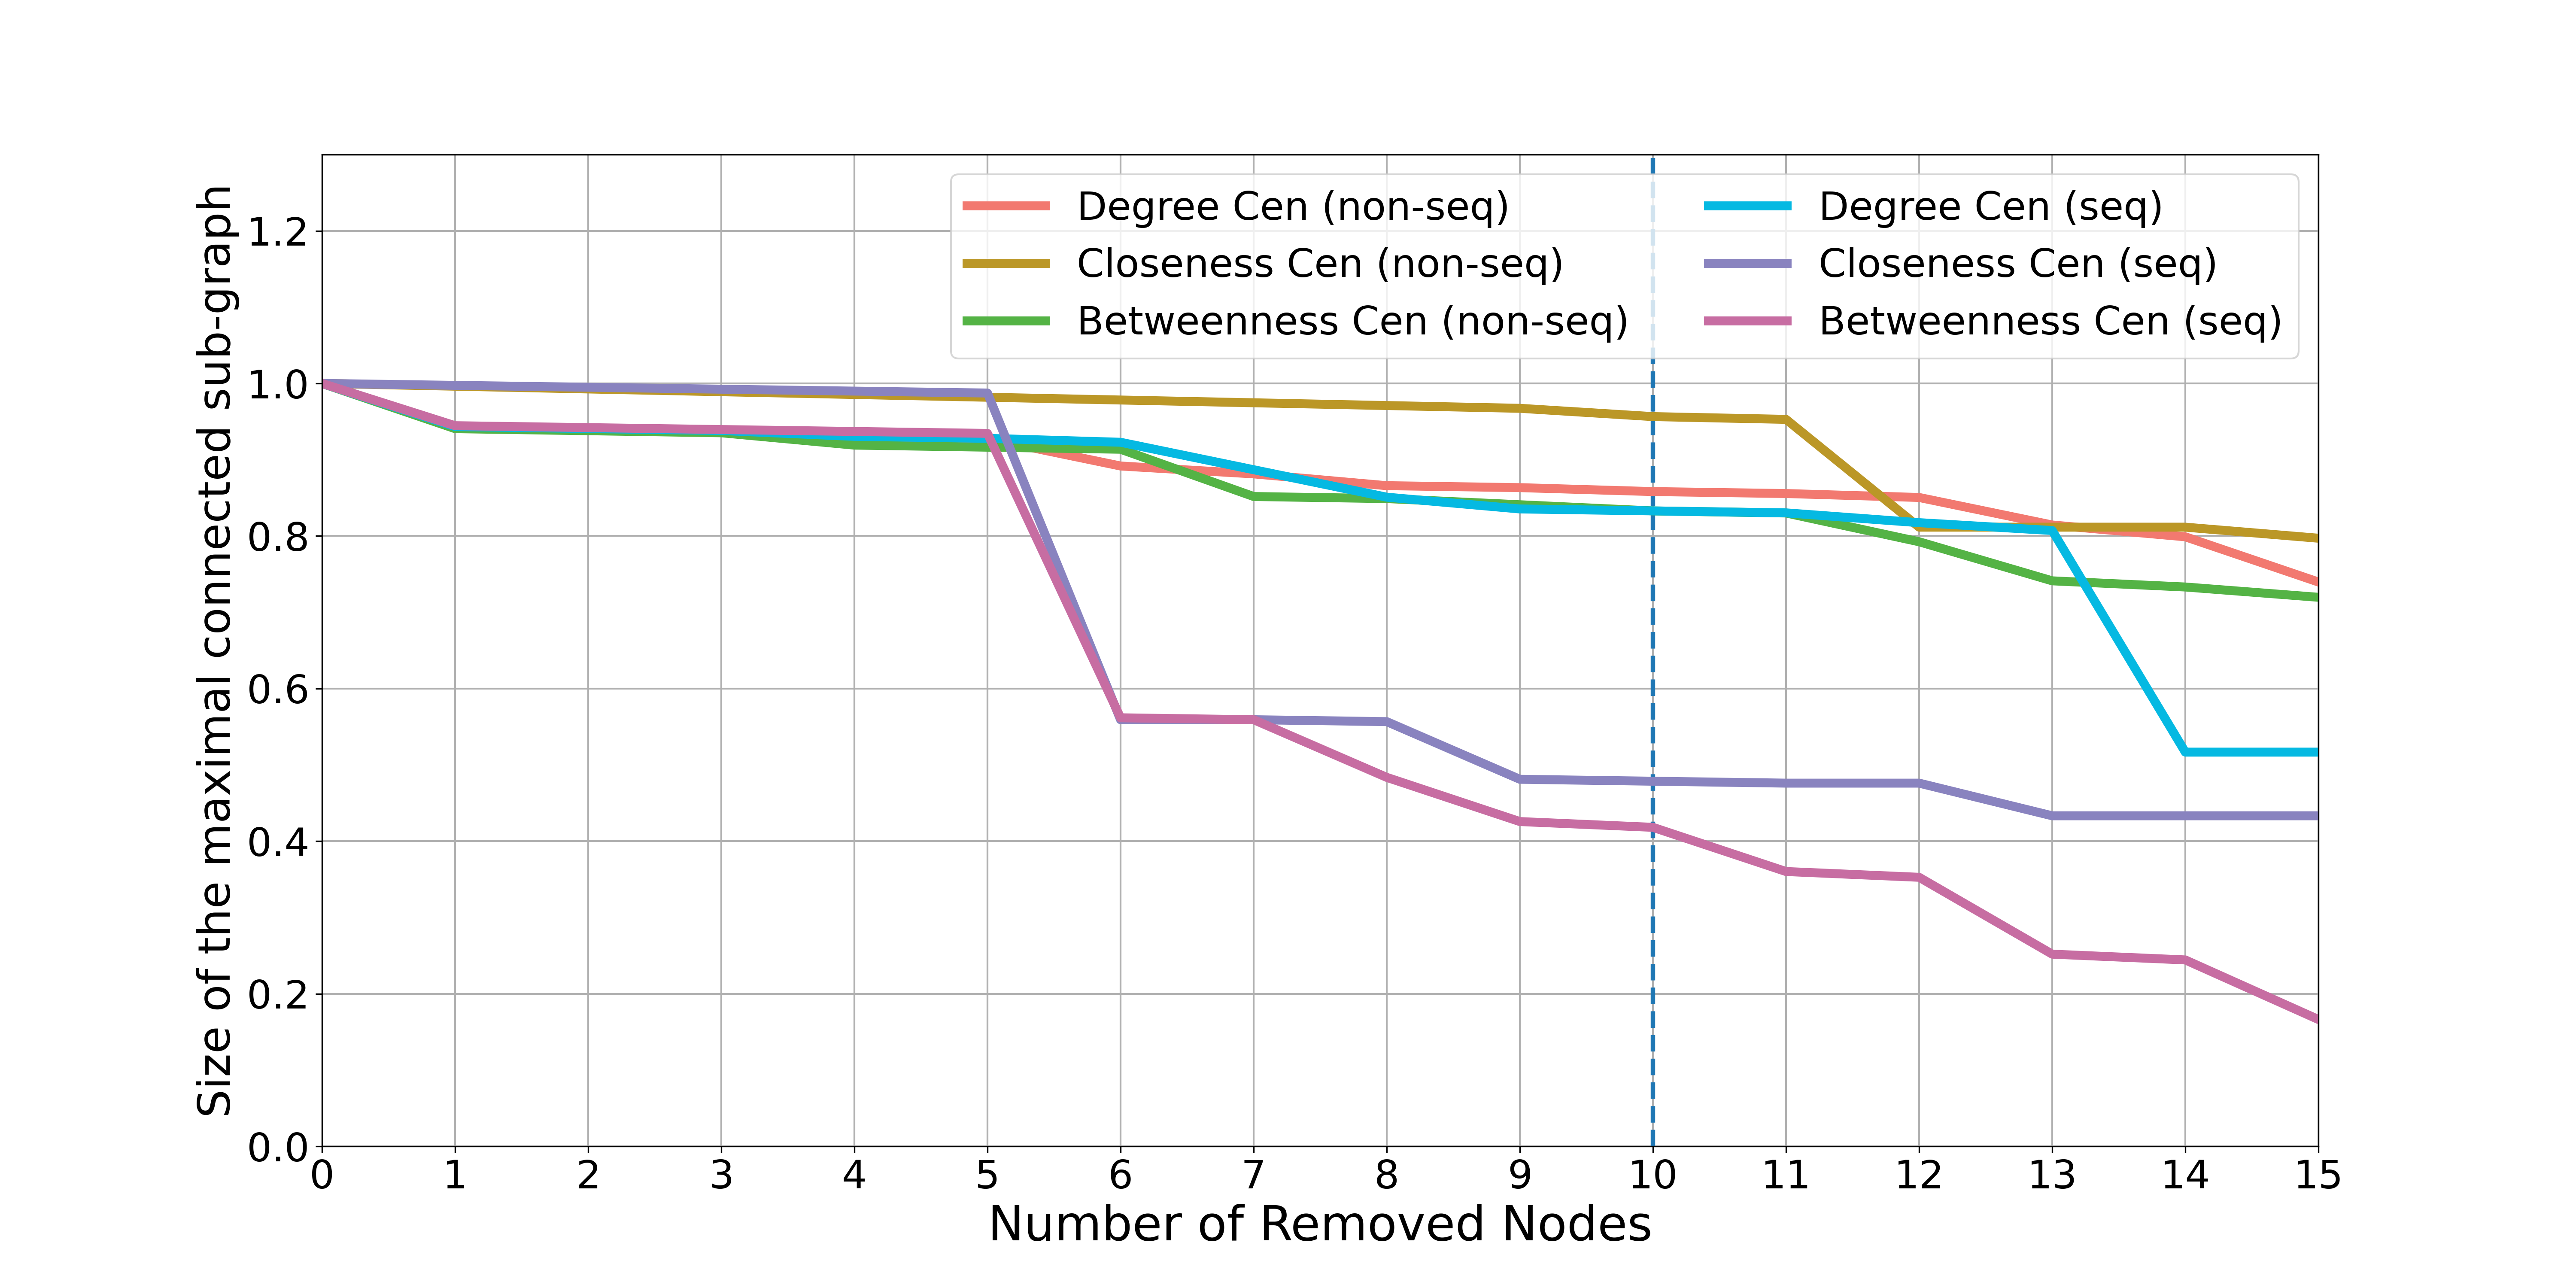 Size of the maximal connected sub-graph
1.2
1.0
0.8
0.6
0.4
0.2
0.0
Degree Cen (non-seq)
Closeness Cen (non-seq)
Betweenness Cen (non-seq)
Degree Cen (seq)
Closeness Cen (seq)
Betweenness Cen (seq)
0 1 2 3 4 5 6 7 8 9 10 11 12 13 14 15
Number of Removed Nodes